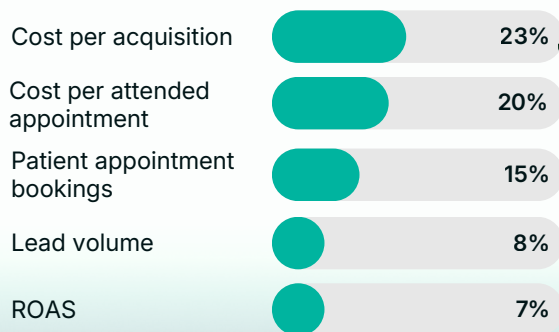 Cost per acquisition 23%
Cost per attended
appointment 20%
Patient appointment
bookings 15%
Lead volume 8%
ROAS 7%